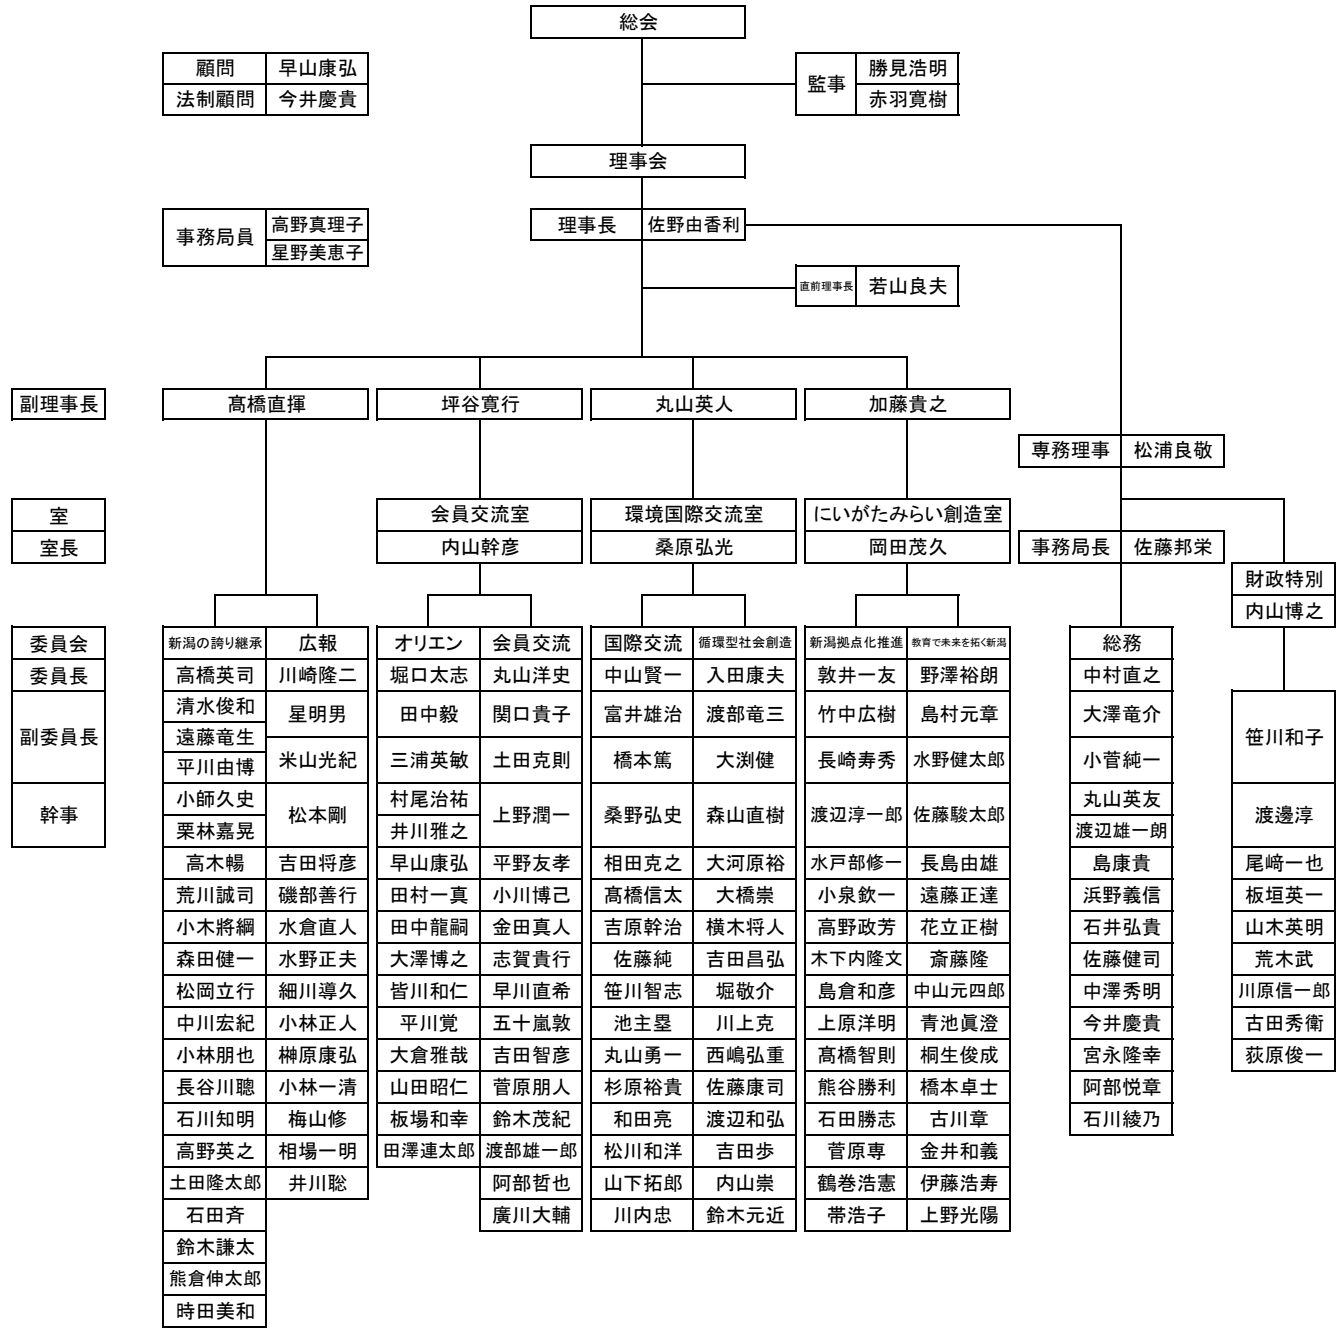 総会
顧問 早山康弘
法制顧問 今井慶貴
監事 勝見浩明
赤羽寛樹
理事会
事務局員 高野真理子
星野美恵子
理事長 佐野由香利
直前理事長 若山良夫
副理事長 髙橋直揮 坪谷寛行 丸山英人 加藤貴之
専務理事 松浦良敬
室 会員交流室 環境国際交流室 にいがたみらい創造室
室長 内山幹彦 桑原弘光 岡田茂久 事務局長 佐藤邦栄
財政特別
内山博之
委員会 新潟の誇り継承 広報 オリエン 会員交流 国際交流 循環型社会創造 新潟拠点化推進 教育で未来を拓く新潟 総務
委員長 高橋英司 川崎隆二 堀口太志 丸山洋史 中山賢一 入田康夫 敦井一友 野澤裕朗 中村直之
副委員長 清水俊和 星明男 田中毅 関口貴子 富井雄治 渡部竜三 竹中広樹 島村元章 大澤竜介 笹川和子
遠藤竜生
平川由博 米山光紀 三浦英敏 土田克則 橋本篤 大渕健 長崎寿秀 水野健太郎 小菅純一
幹事 小師久史 松本剛 村尾治祐 上野潤一 桑野弘史 森山直樹 渡辺淳一郎 佐藤駿太郎 丸山英友 渡邊淳
栗林嘉晃 井川雅之 渡辺雄一朗
高木暢 吉田将彦 早山康弘 平野友孝 相田克之 大河原裕 水戸部修一 長島由雄 島康貴 尾﨑一也
荒川誠司 磯部善行 田村一真 小川博己 髙橋信太 大橋崇 小泉欽一 遠藤正達 浜野義信 板垣英一
小木將綱 水倉直人 田中龍嗣 金田真人 吉原幹治 横木将人 高野政芳 花立正樹 石井弘貴 山木英明
森田健一 水野正夫 大澤博之 志賀貴行 佐藤純 吉田昌弘 木下内隆文 斎藤隆 佐藤健司 荒木武
松岡立行 細川導久 皆川和仁 早川直希 笹川智志 堀敬介 島倉和彦 中山元四郎 中澤秀明 川原信一郎
中川宏紀 小林正人 平川覚 五十嵐敦 池主塁 川上克 上原洋明 青池眞澄 今井慶貴 古田秀衛
小林朋也 榊原康弘 大倉雅哉 吉田智彦 丸山勇一 西嶋弘重 髙橋智則 桐生俊成 宮永隆幸 荻原俊一
長谷川聰 小林一清 山田昭仁 菅原朋人 杉原裕貴 佐藤康司 熊谷勝利 橋本卓士 阿部悦章
石川知明 梅山修 板場和幸 鈴木茂紀 和田亮 渡辺和弘 石田勝志 古川章 石川綾乃
高野英之 相場一明 田澤連太郎 渡部雄一郎 松川和洋 吉田歩 菅原専 金井和義
土田隆太郎 井川聡 阿部哲也 山下拓郎 内山崇 鶴巻浩憲 伊藤浩寿
石田斉 廣川大輔 川内忠 鈴木元近 帯浩子 上野光陽
鈴木謙太
熊倉伸太郎
時田美和